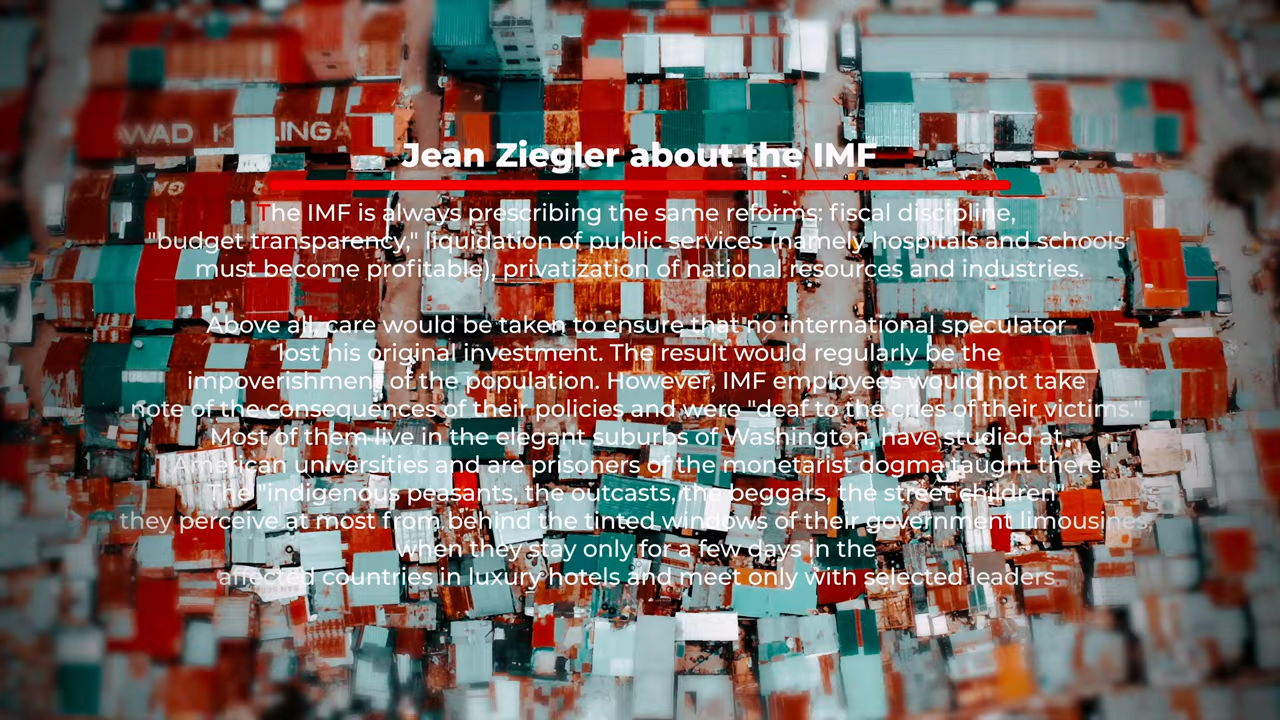 Jean Ziegler about the IMF
The IMF is always prescribing the same reforms: fiscal discipline,
"budget transparency," liquidation of public services (namely hospitals and schools
must become profitable), privatization of national resources and industries.
Above all, care would be taken to ensure that no international speculator
lost his original investment. The result would regularly be the
impoverishment of the population. However, IMF employees would not take
note of the consequences of their policies and were "deaf to the cries of their victims."
Most of them live in the elegant suburbs of Washington, have studied at
American universities and are prisoners of the monetarist dogma taught there.
The "indigenous peasants, the outcasts, the beggars, the street children"
they perceive at most from behind the tinted windows of their government limousines
when they stay only for a few days in the
affected countries in luxury hotels and meet only with selected leaders